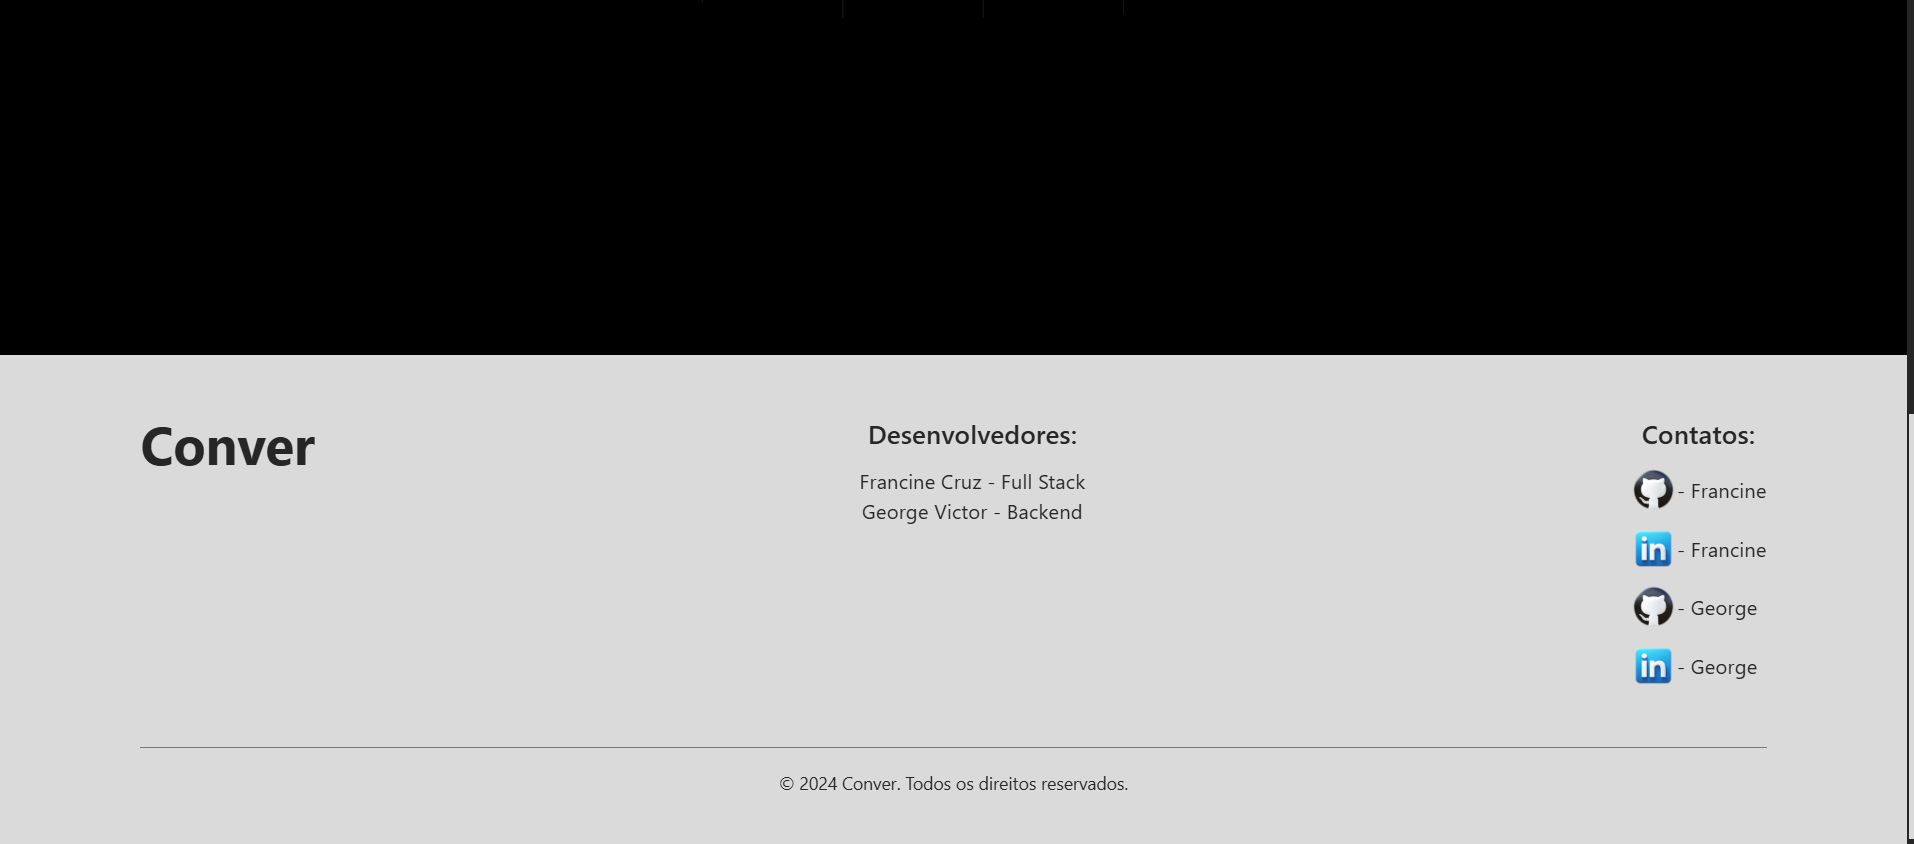 Conver
Desenvolvedores:
Francine Cruz - Full Stack
George Victor - Backend
Contatos:
- Francine
in - Francine
- George
in - George
© 2024 Conver. Todos os direitos reservados.